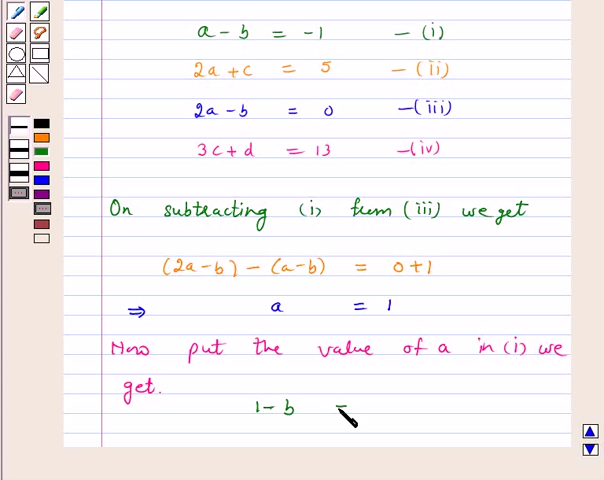 a - b = -1 - (i)
2a + c = 5 - (ii)
2a - b = 0 - (iii)
3c + d = 13 - (iv)
On subtracting (i) from (iii) we get
(2a - b) - (a - b) = 0 + 1
⇒ a = 1
Now put the value of a in (i) we
get.
1 - b =